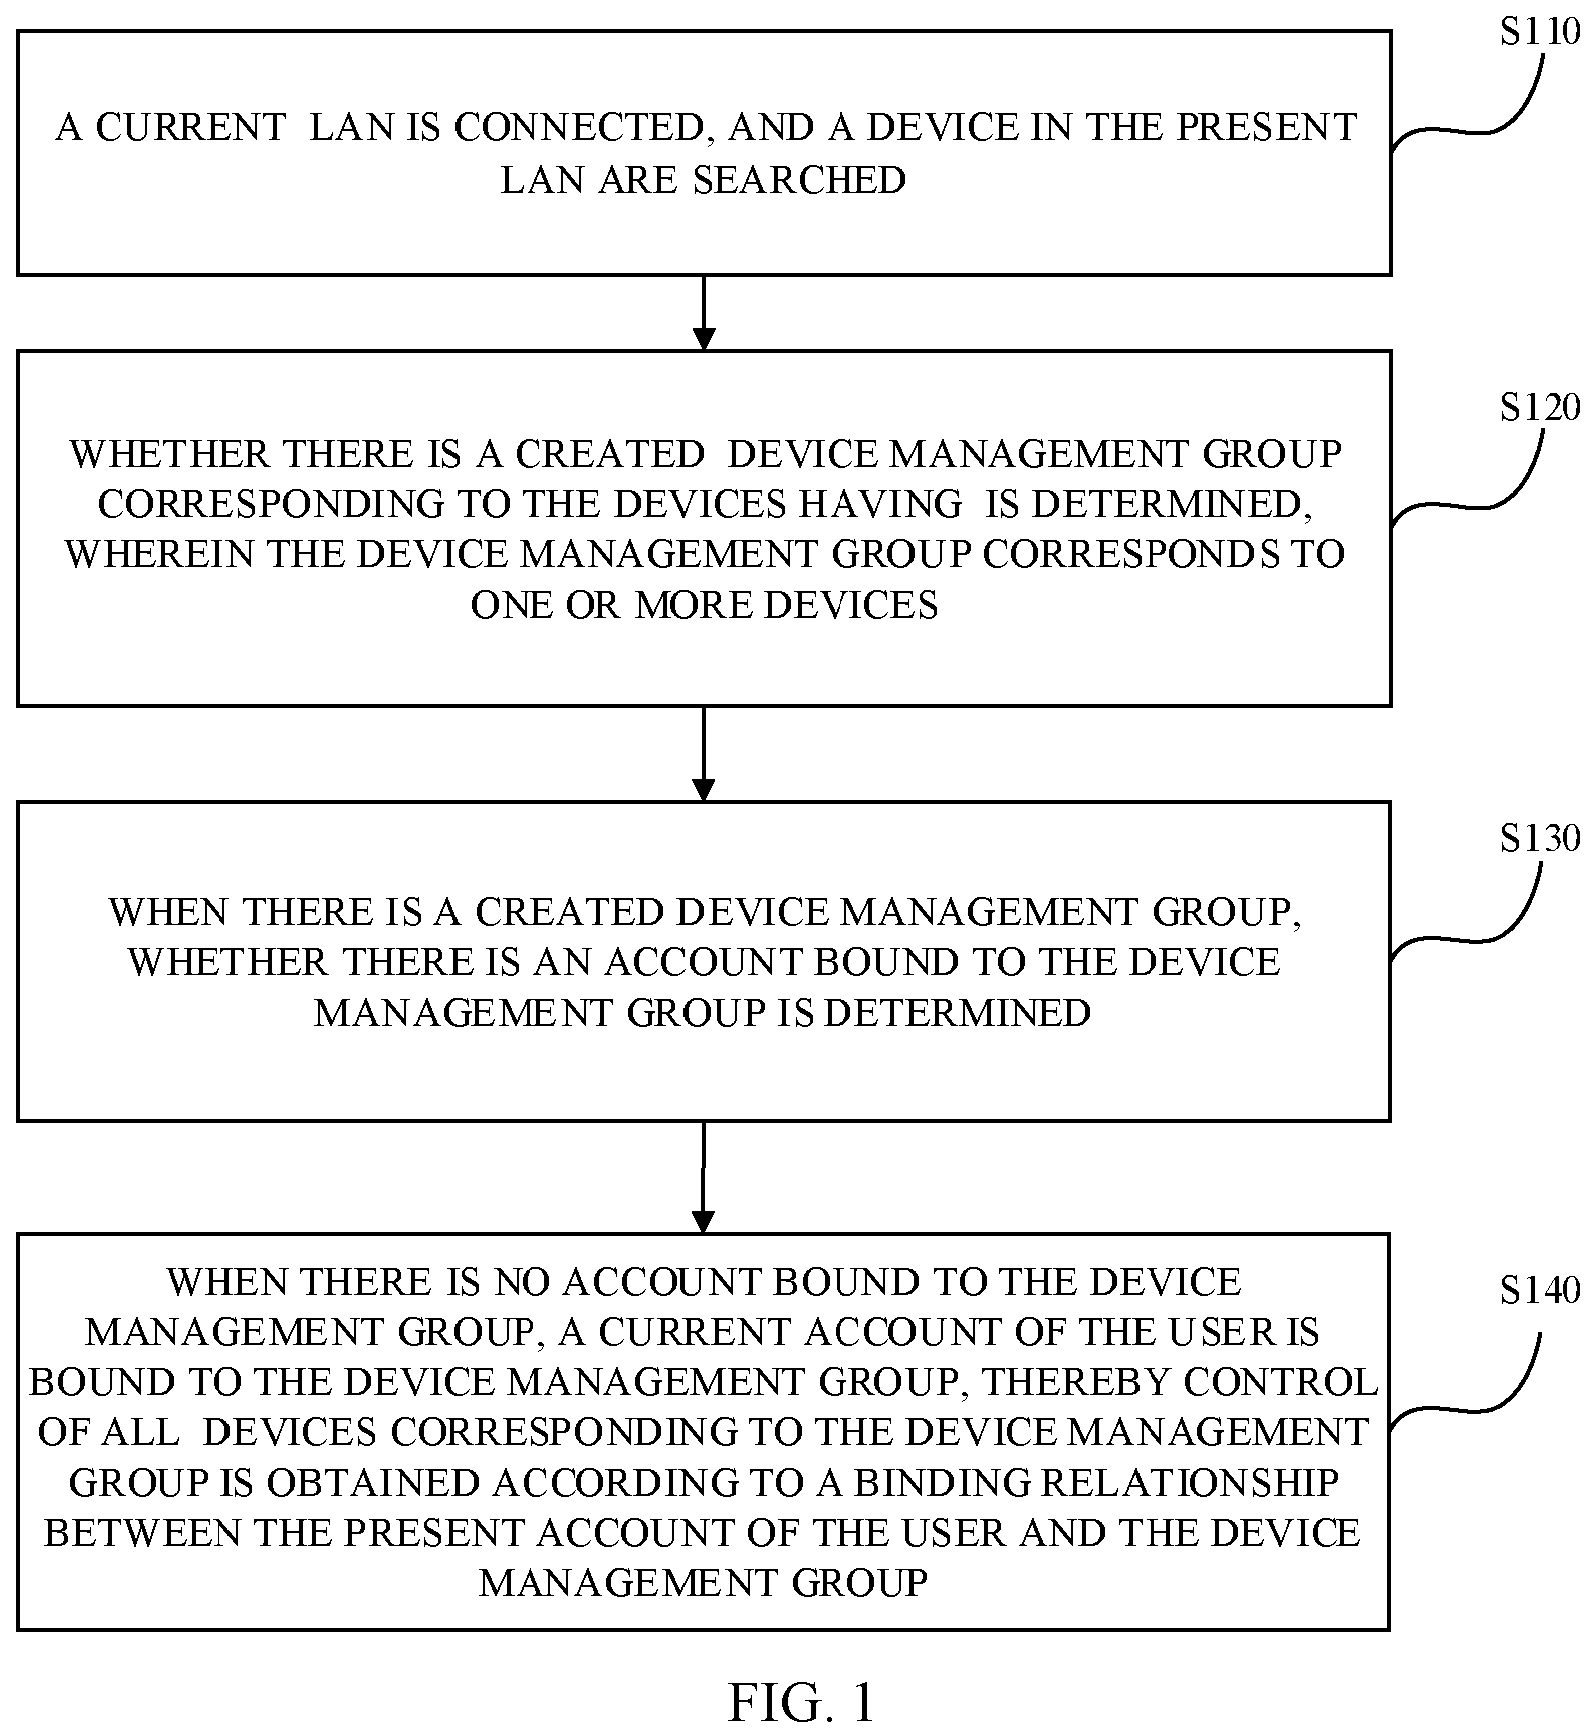 S110
A CURRENT LAN IS CONNECTED, AND A DEVICE IN THE PRESENT
LAN ARE SEARCHED
S120
WHETHER THERE IS A CREATED DEVICE MANAGEMENT GROUP
CORRESPONDING TO THE DEVICES HAVING IS DETERMINED,
WHEREIN THE DEVICE MANAGEMENT GROUP CORRESPONDS TO
ONE OR MORE DEVICES
S130
WHEN THERE IS A CREATED DEVICE MANAGEMENT GROUP,
WHETHER THERE IS AN ACCOUNT BOUND TO THE DEVICE
MANAGEMENT GROUP IS DETERMINED
S140
WHEN THERE IS NO ACCOUNT BOUND TO THE DEVICE
MANAGEMENT GROUP, A CURRENT ACCOUNT OF THE USER IS
BOUND TO THE DEVICE MANAGEMENT GROUP, THEREBY CONTROL
OF ALL DEVICES CORRESPONDING TO THE DEVICE MANAGEMENT
GROUP IS OBTAINED ACCORDING TO A BINDING RELATIONSHIP
BETWEEN THE PRESENT ACCOUNT OF THE USER AND THE DEVICE
MANAGEMENT GROUP
FIG. 1